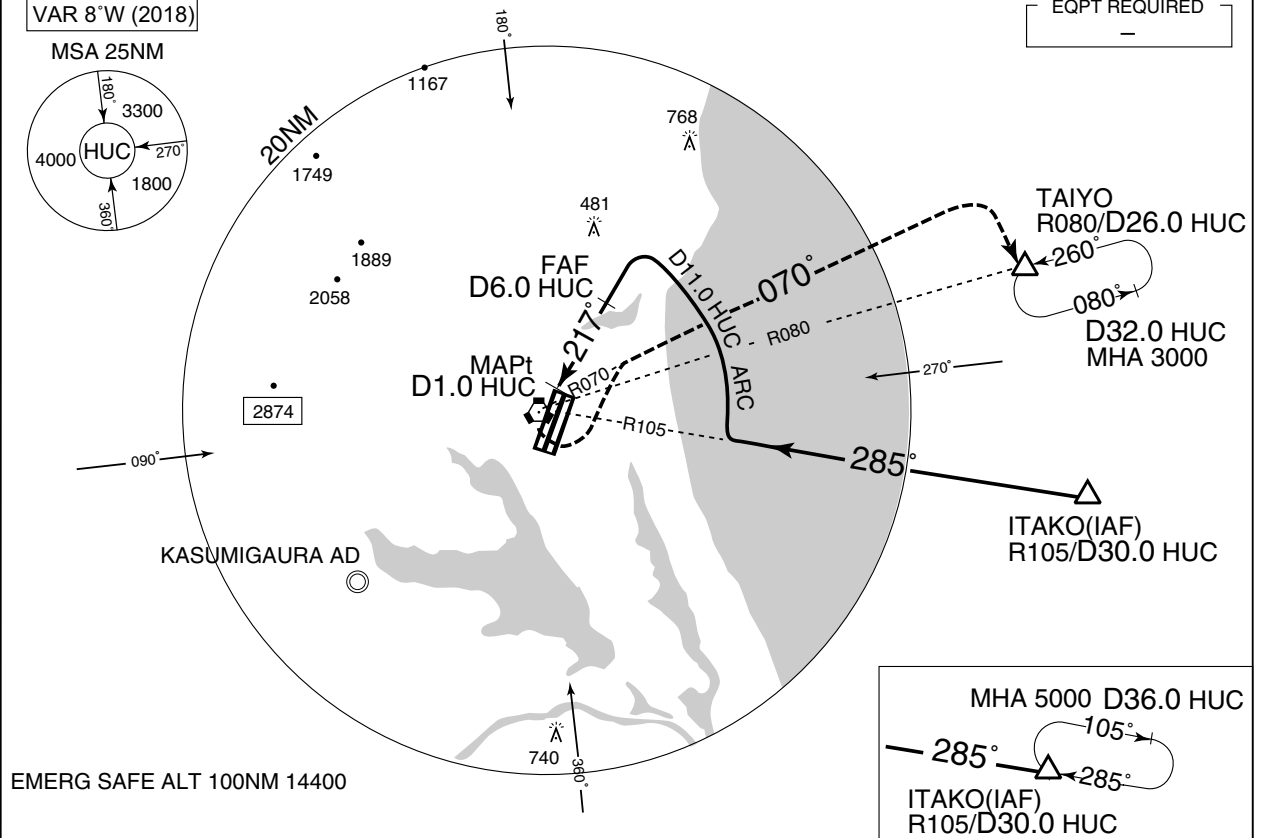 VAR 8˚W (2018)
MSA 25NM
180˚
3300
HUC
270˚
4000
1800
360˚
180˚
EQPT REQUIRED
–
1167
20NM
768
1749
481
1889
2058
FAF
D6.0 HUC
217˚
D11.0 HUC ARC
070˚
TAIYO
R080/D26.0 HUC
260˚
080˚
D32.0 HUC
MHA 3000
R080
MAPt
D1.0 HUC
R070
R105
270˚
2874
090˚
285˚
ITAKO(IAF)
R105/D30.0 HUC
KASUMIGAURA AD
740
360˚
EMERG SAFE ALT 100NM 14400
MHA 5000 D36.0 HUC
105˚
285˚
285˚
ITAKO(IAF)
R105/D30.0 HUC